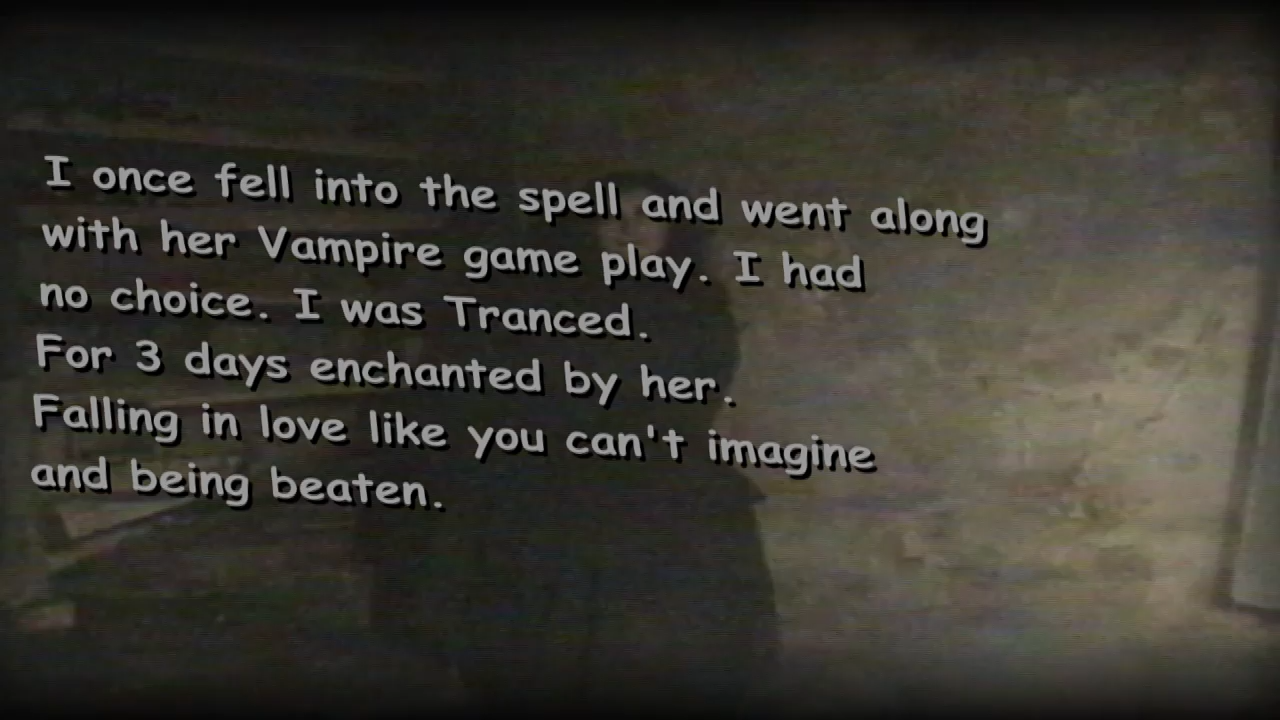 I once fell into the spell and went along
with her Vampire game play. I had
no choice. I was Tranced.
For 3 days enchanted by her.
Falling in love like you can't imagine
and being beaten.